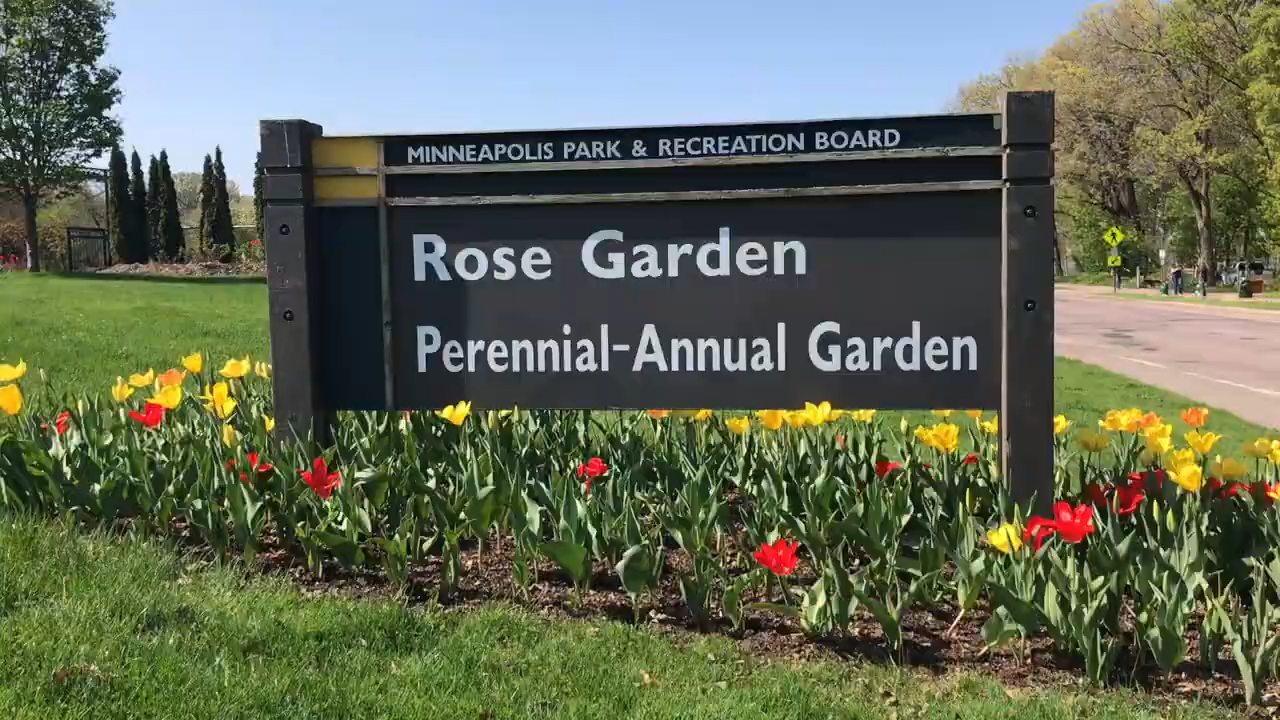 MINNEAPOLIS PARK & RECREATION BOARD
Rose Garden
Perennial-Annual Garden